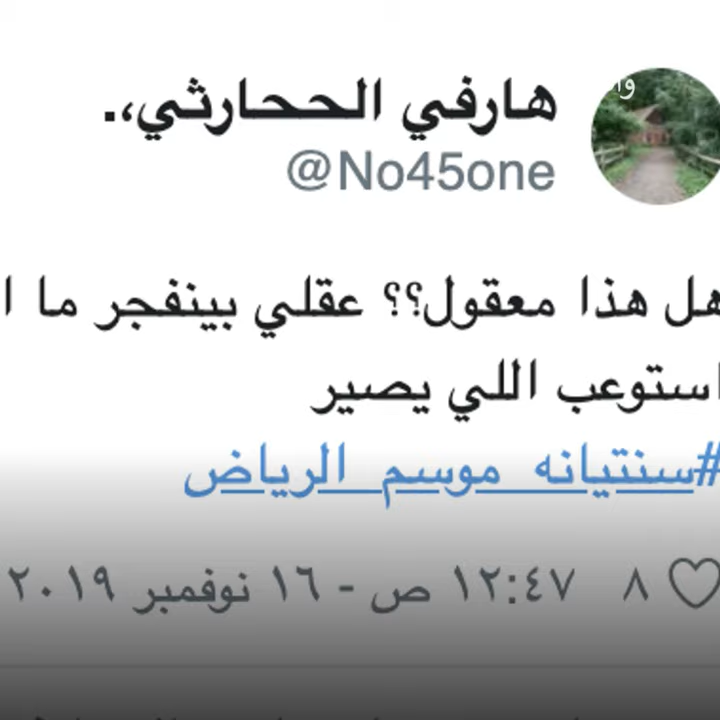 هارفي الححارثي،.
@No45one
هل هذا معقول؟؟ عقلي بينفجر ما
استوعب اللي يصير
#سنتيانه_موسم_الرياض
٨ ١٢:٤٧ ص - ١٦ نوفمبر ٢٠١٩